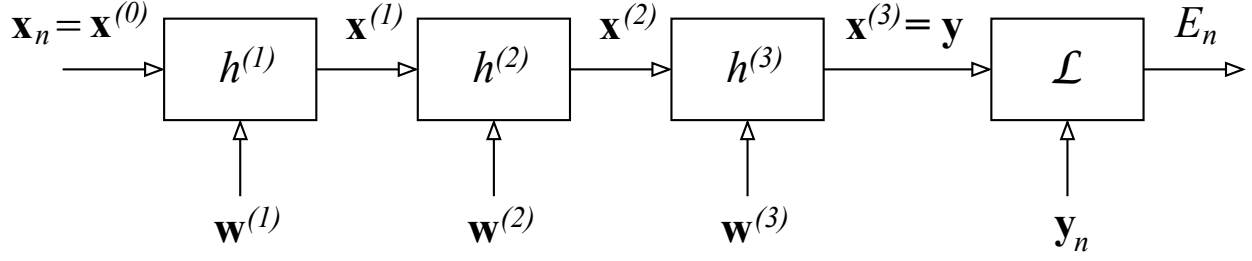 xₙ = x⁽⁰⁾ x⁽¹⁾ x⁽²⁾ x⁽³⁾ = y Eₙ
h⁽¹⁾ h⁽²⁾ h⁽³⁾ ℒ
w⁽¹⁾ w⁽²⁾ w⁽³⁾ yₙ